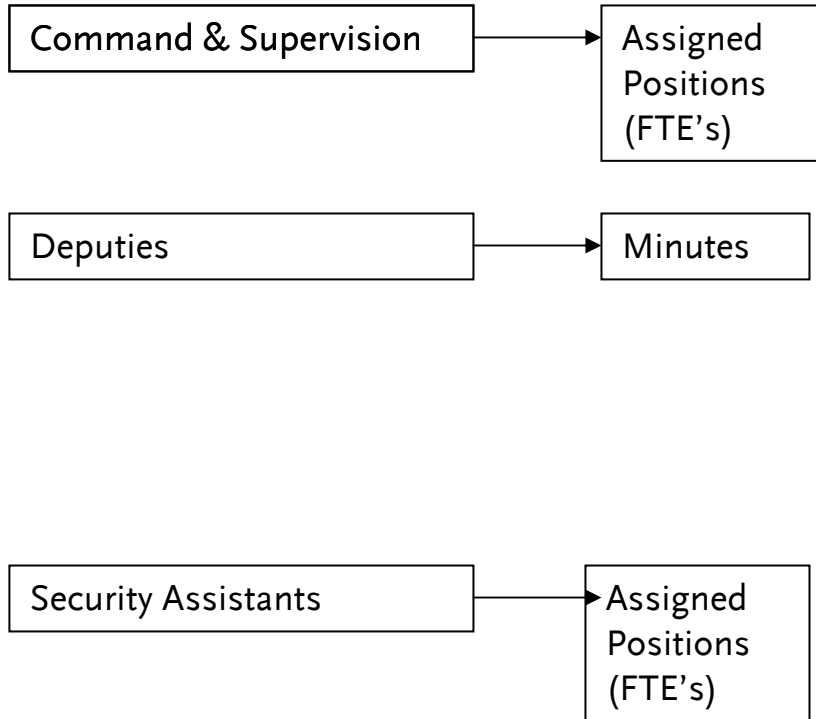 Command & Supervision
Assigned
Positions
(FTE's)
Deputies
Minutes
Security Assistants
Assigned
Positions
(FTE's)